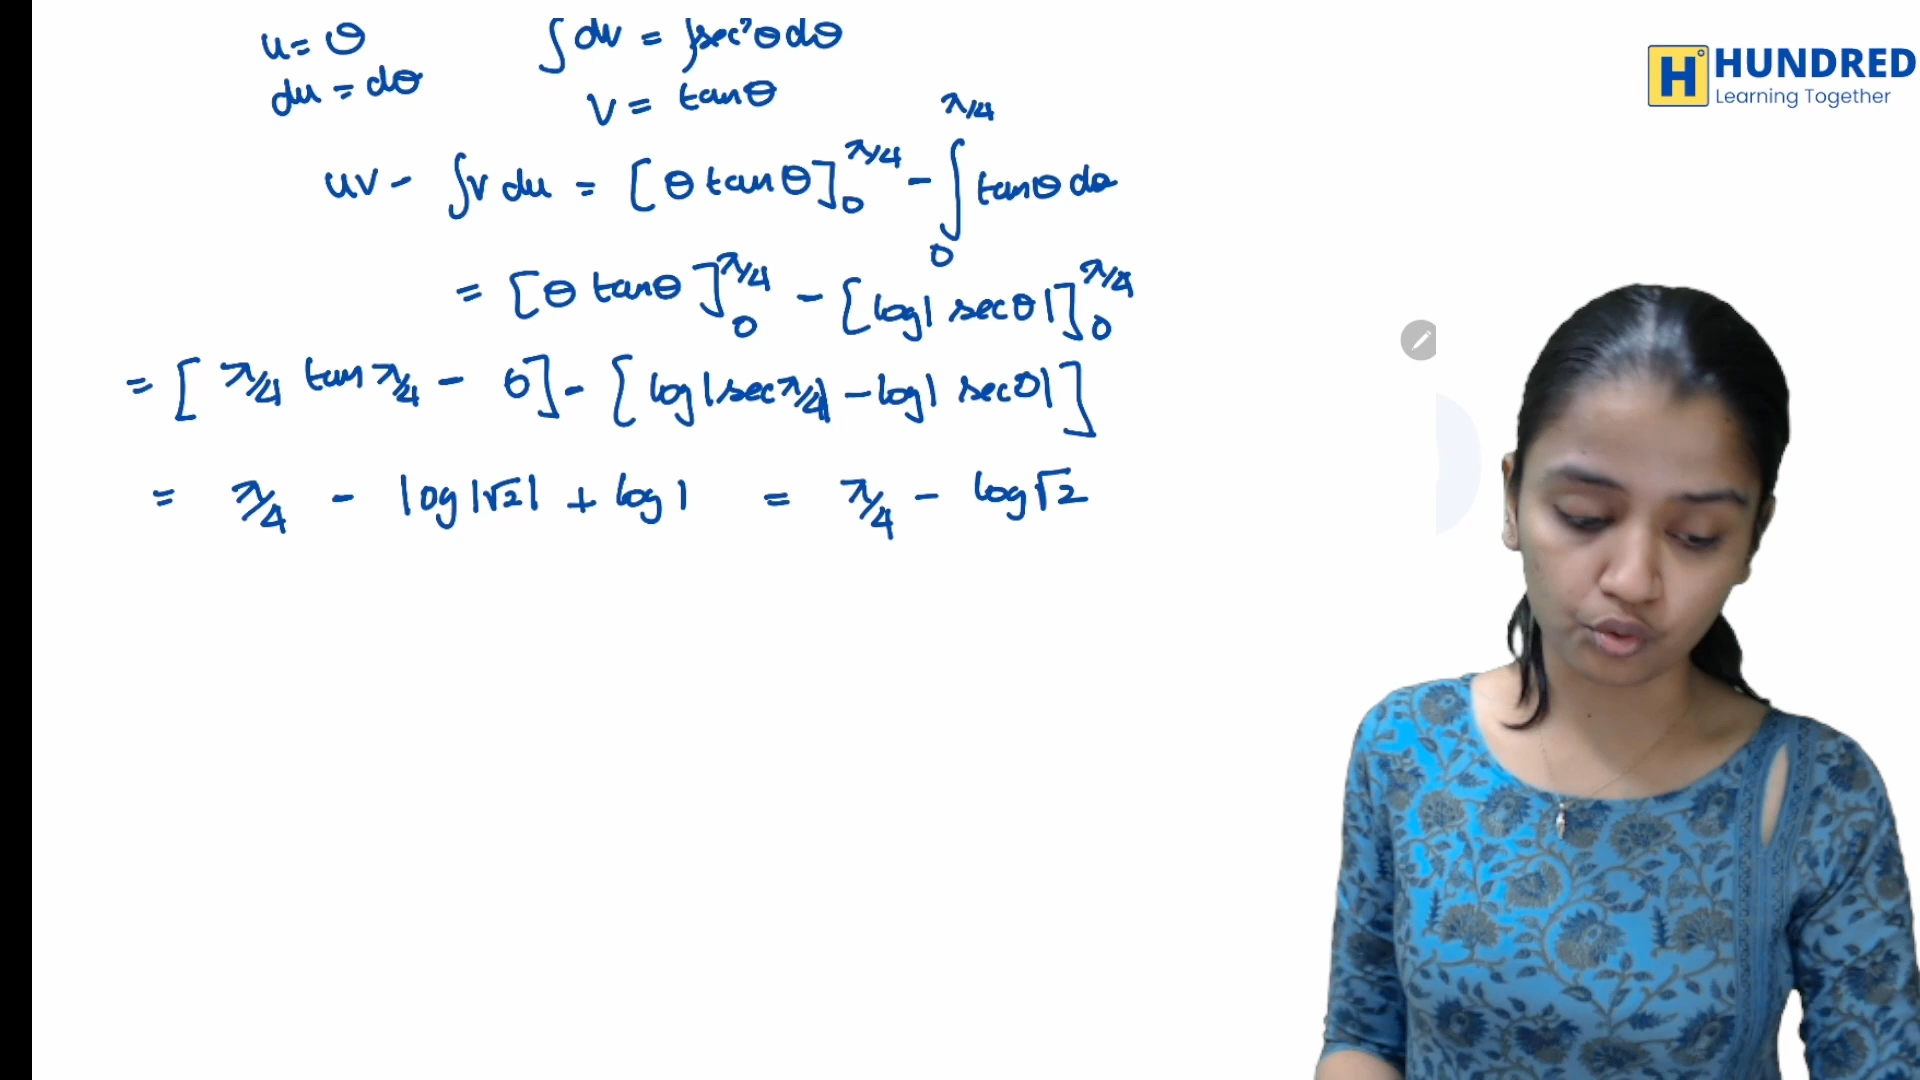 u = θ ∫dv = ∫sec²θ dθ
du = dθ v = tanθ
uv - ∫v du = [θ tanθ]₀^π/4 - ∫₀^π/4 tanθ dθ
= [θ tanθ]₀^π/4 - [log|secθ|]₀^π/4
= [π/4 tan π/4 - 0] - [log|sec π/4| - log|sec0|]
= π/4 - log|√2| + log1 = π/4 - log√2
H° HUNDRED
Learning Together